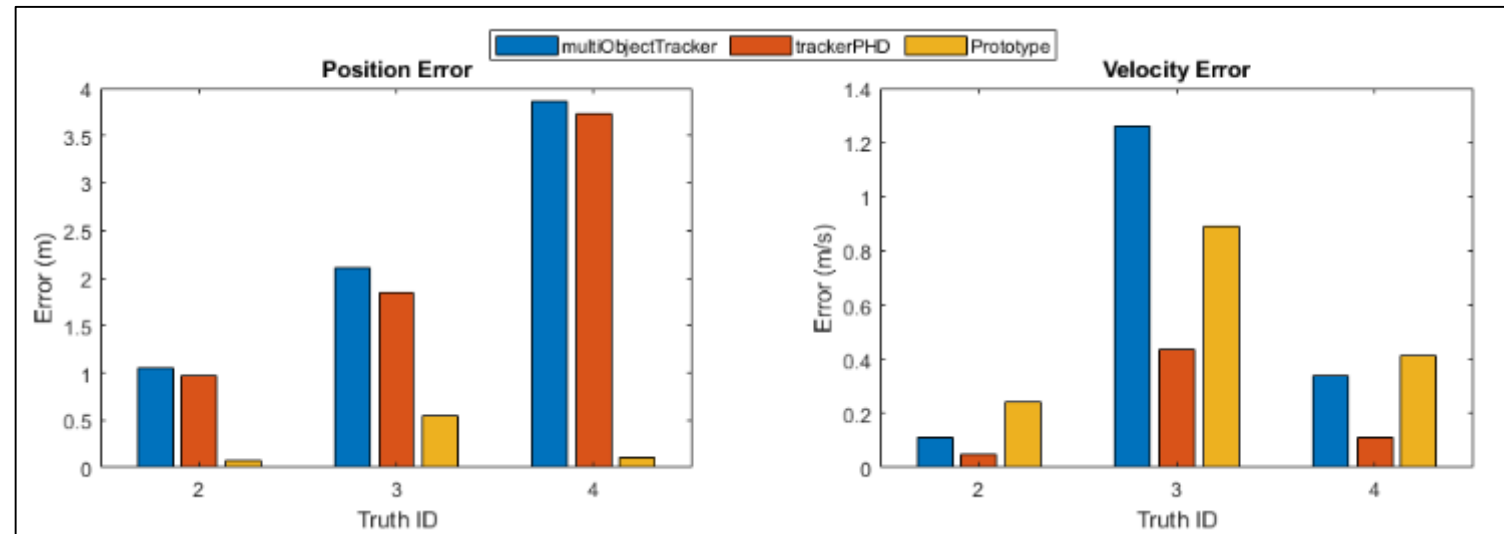 multiObjectTracker trackerPHD Prototype
Position Error
4
3.5
3
2.5
2
1.5
1
0.5
0
Error (m)
2 3 4
Truth ID
Velocity Error
1.4
1.2
1
0.8
0.6
0.4
0.2
0
Error (m/s)
2 3 4
Truth ID